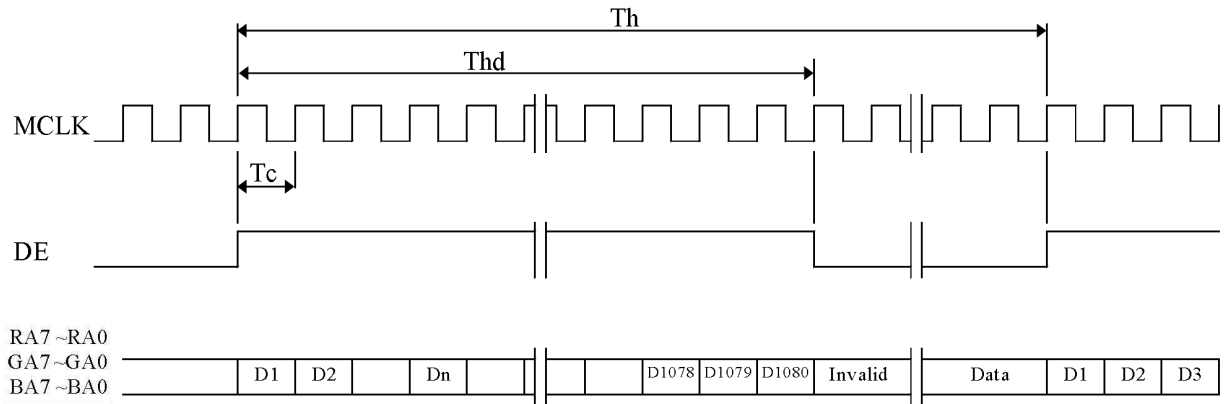 Th
Thd
MCLK
Tc
DE
RA7 ~RA0
GA7 ~GA0
BA7 ~BA0
D1 D2 Dn D1078 D1079 D1080 Invalid Data D1 D2 D3